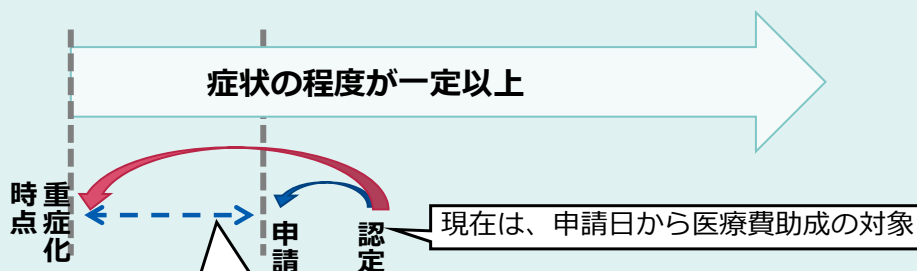 症状の程度が一定以上
重症化
時点
申請
認定
現在は、申請日から医療費助成の対象